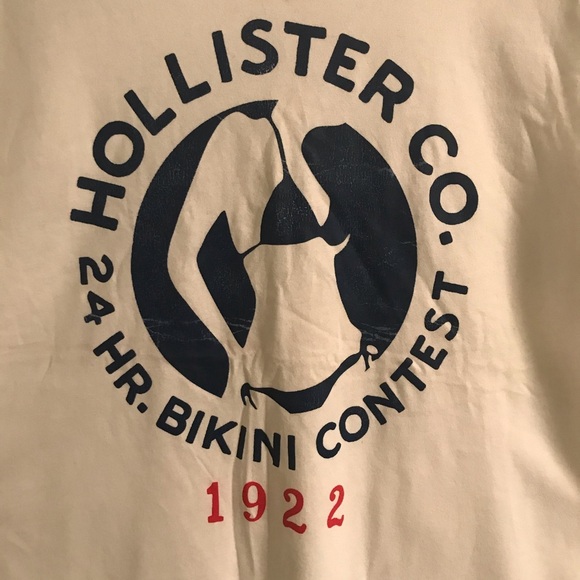 HOLLISTER CO.
24 HR. BIKINI CONTEST
1922